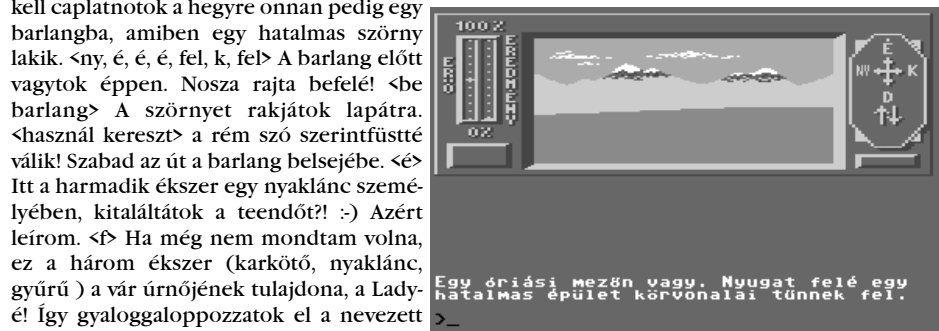 kell caplatnotok a hegyre onnan pedig egy
barlangba, amiben egy hatalmas szörny
lakik. <ny, é, é, é, fel, k, fel> A barlang előtt
vagytok éppen. Nosza rajta befelé! <be
barlang> A szörnyet rakjátok lapátra.
<használ kereszt> a rém szó szerintfüstté
válik! Szabad az út a barlang belsejébe. <é>
Itt a harmadik ékszer egy nyaklánc szemé-
lyében, kitaláltátok a teendőt?! :-) Azért
leírom. <f> Ha még nem mondtam volna,
ez a három ékszer (karkötő, nyaklánc,
gyűrű ) a vár úrnőjének tulajdona, a Lady-
é! Így gyaloggaloppozzatok el a nevezett
100%
ERŐ
EREDMÉNY
0%
É
NY K
D
Egy óriási mezőn vagy. Nyugat felé egy
hatalmas épület körvonalai tűnnek fel.
>_